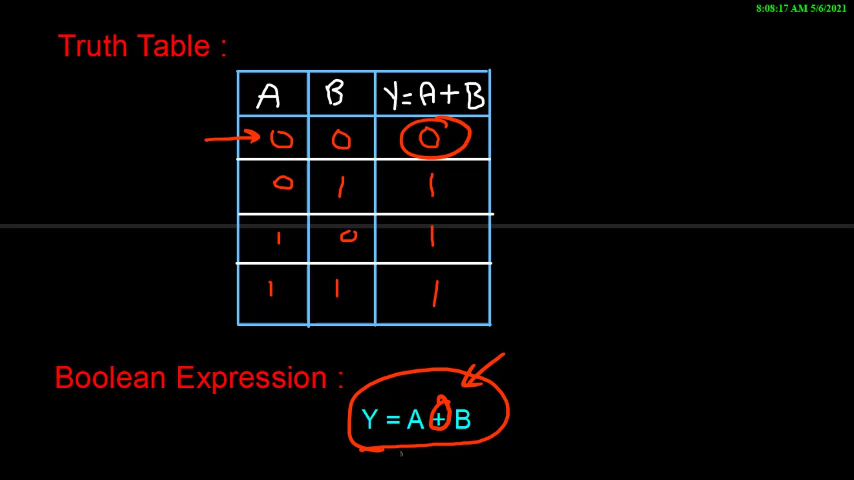 8:08:17 AM 5/6/2021
Truth Table :
A B Y=A+B
0 0 0
0 1 1
1 0 1
1 1 1
Boolean Expression :
Y = A + B